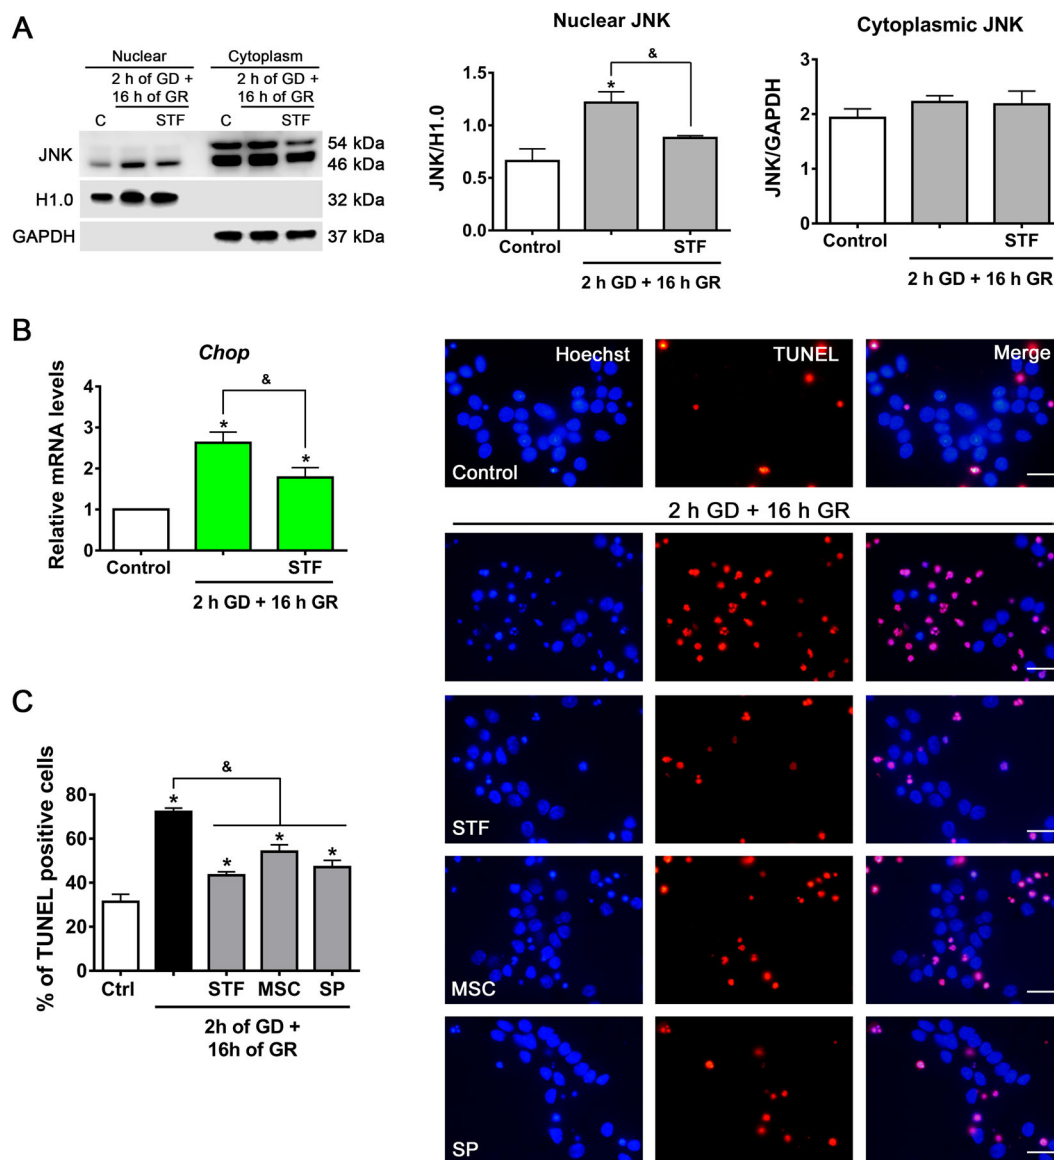 A
Nuclear
Cytoplasm
2 h of GD +
16h of GR
2 h of GD +
16h of GR
C
STF
C
STF
JNK
54 kDa
46 kDa
H1.0
32 kDa
GAPDH
37 kDa
Nuclear JNK
JNK/H1.0
1.5
1.0
0.5
0.0
*
&
Control
STF
2 h GD + 16 h GR
Cytoplasmic JNK
JNK/GAPDH
3
2
1
0
Control
STF
2 h GD + 16 h GR
B
Chop
Relative mRNA levels
4
3
2
1
0
&
*
*
Control
STF
2 h GD + 16 h GR
C
% of TUNEL positive cells
80
60
40
20
0
&
*
*
*
*
Ctrl
STF
MSC
SP
2h of GD +
16h of GR
Hoechst
TUNEL
Merge
Control
2 h GD + 16 h GR
STF
MSC
SP